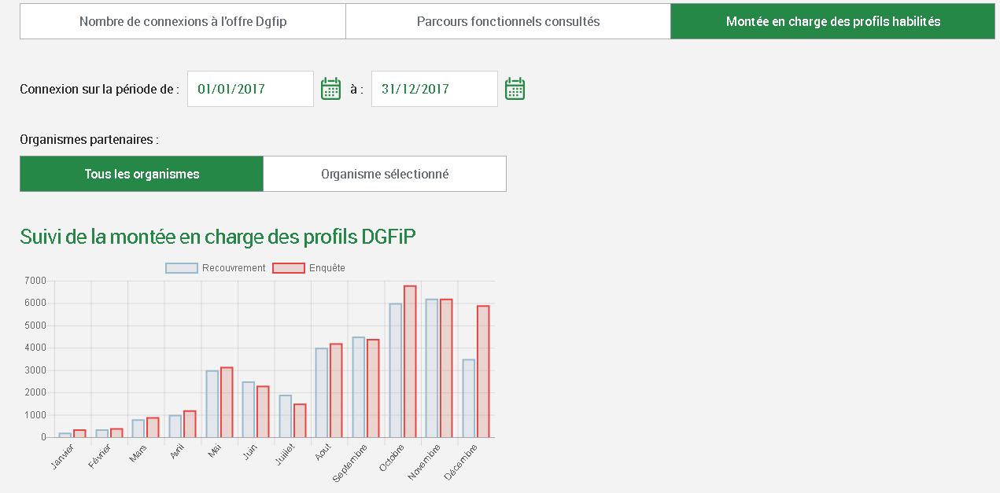 Nombre de connexions à l'offre Dgfip
Parcours fonctionnels consultés
Montée en charge des profils habilités
Connexion sur la période de : 01/01/2017 à : 31/12/2017
Organismes partenaires :
Tous les organismes
Organisme sélectionné
Suivi de la montée en charge des profils DGFiP
Recouvrement Enquête
7000
6000
5000
4000
3000
2000
1000
0
Janvier
Février
Mars
Avril
Mai
Juin
Juillet
Aout
Septembre
Octobre
Novembre
Décembre